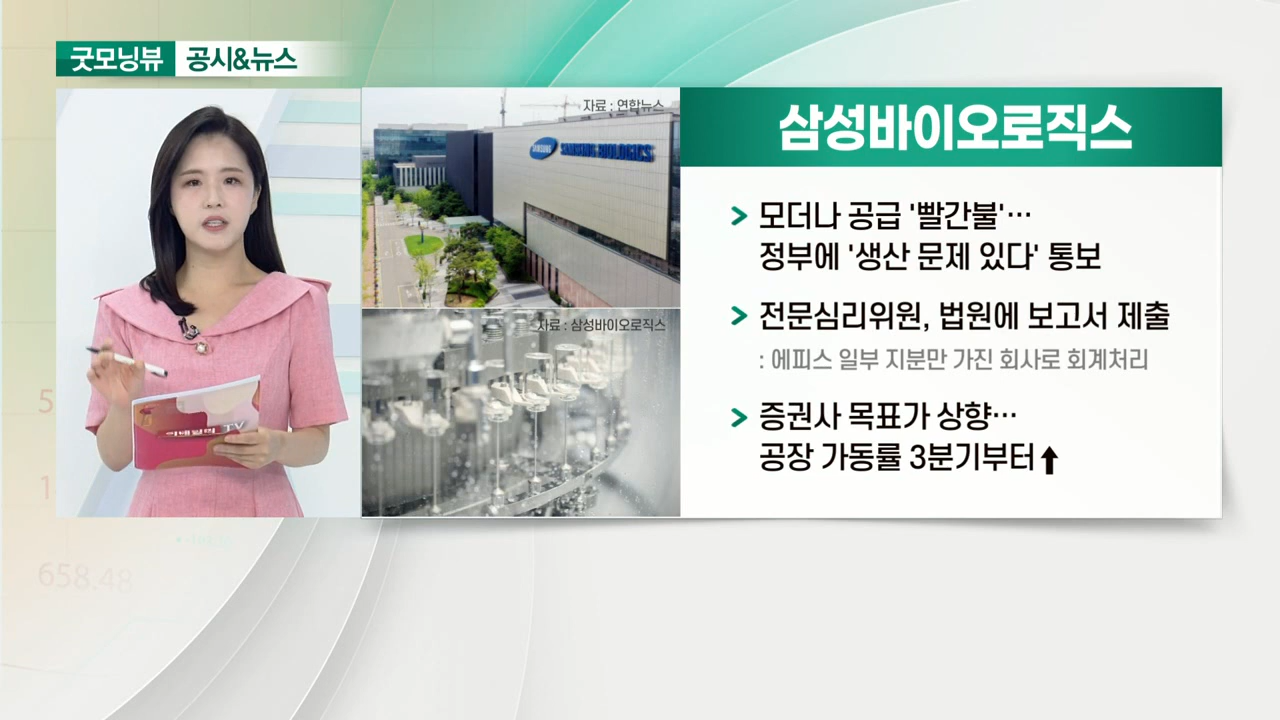 굿모닝뷰 공시&뉴스
자료 : 연합뉴스
SAMSUNG SAMSUNG BIOLOGICS
삼성바이오로직스
모더나 공급 '빨간불'…
정부에 '생산 문제 있다' 통보
자료 : 삼성바이오로직스
전문심리위원, 법원에 보고서 제출
: 에피스 일부 지분만 가진 회사로 회계처리
증권사 목표가 상향…
공장 가동률 3분기부터↑
TV
658.48